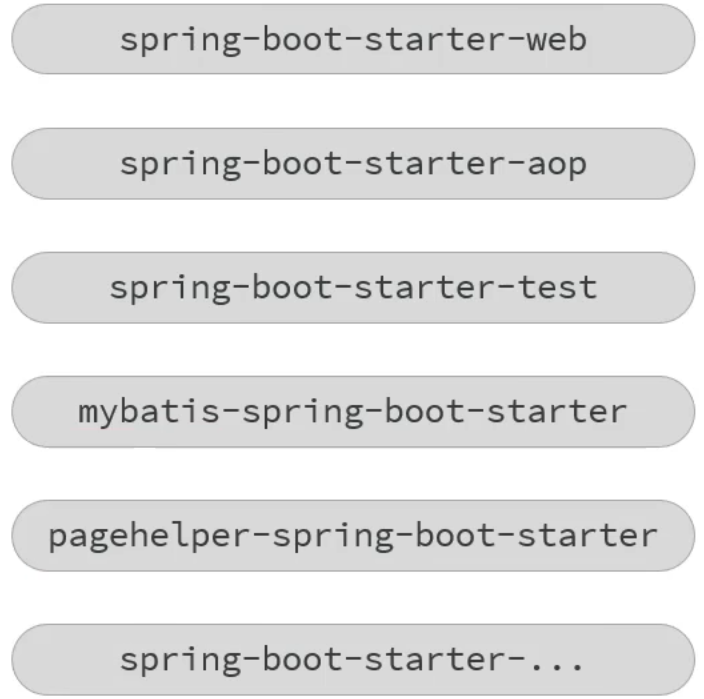 spring-boot-starter-web
spring-boot-starter-aop
spring-boot-starter-test
mybatis-spring-boot-starter
pagehelper-spring-boot-starter
spring-boot-starter-...